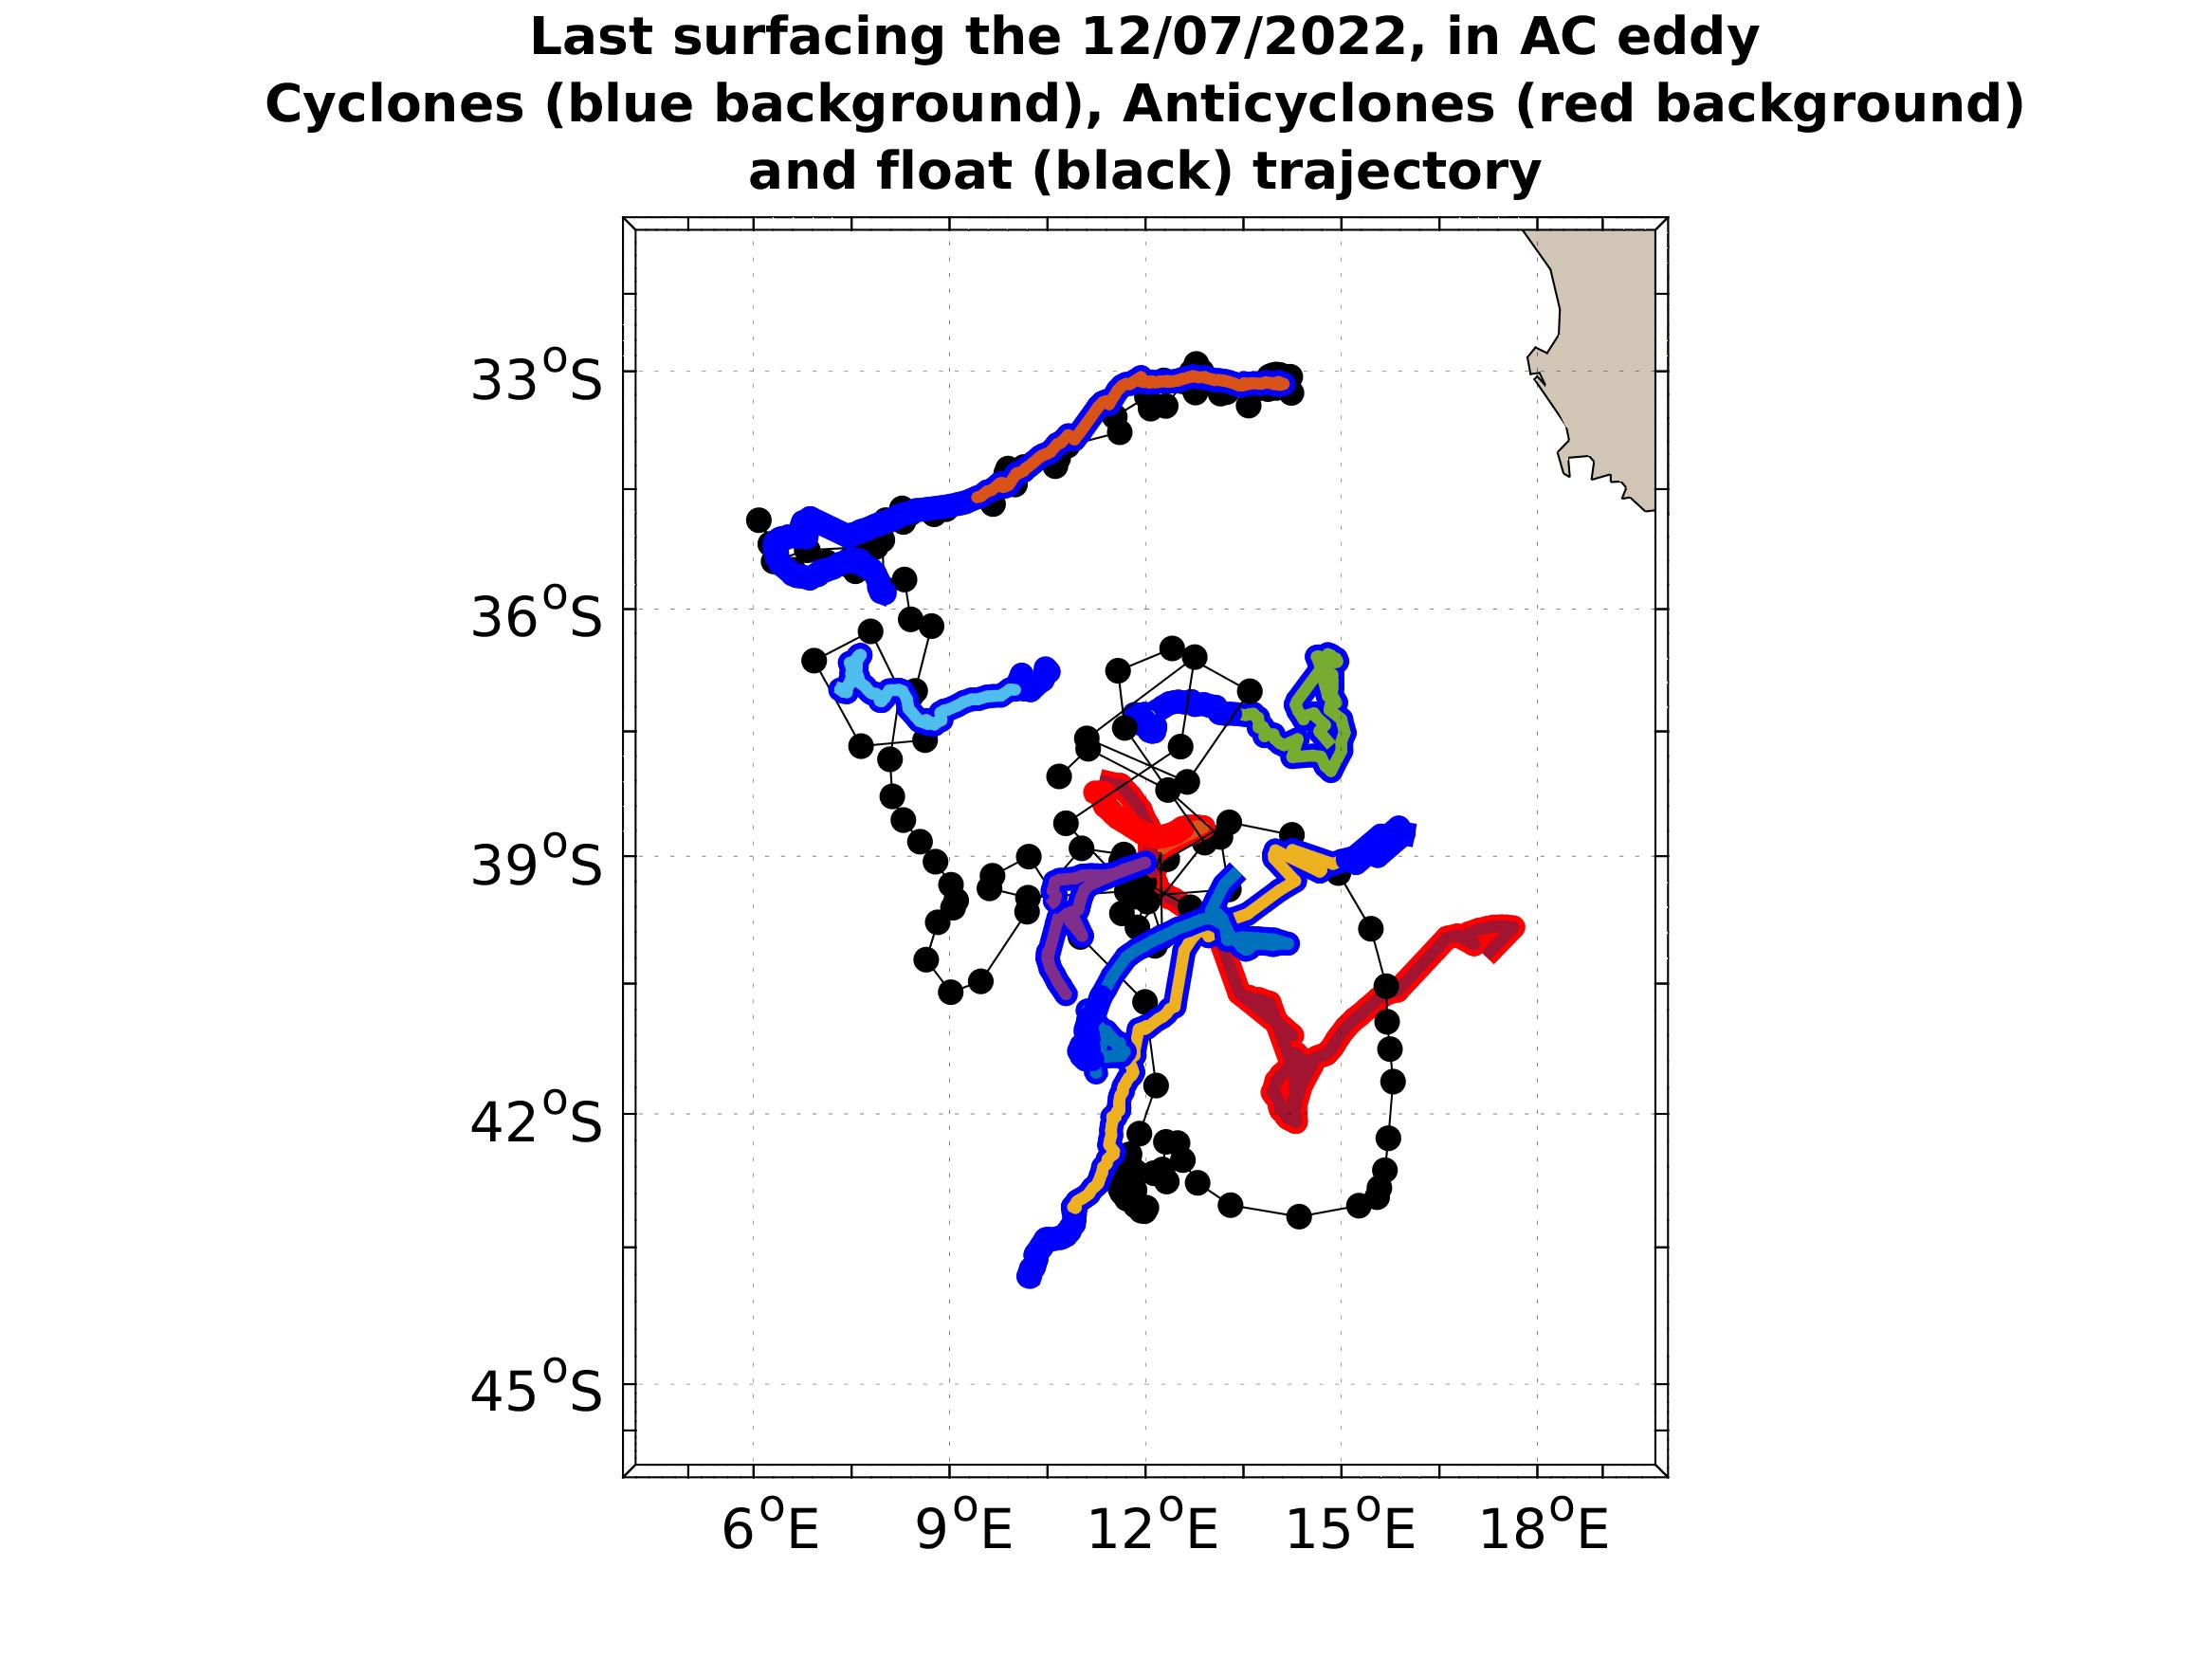 Last surfacing the 12/07/2022, in AC eddy
Cyclones (blue background), Anticyclones (red background)
and float (black) trajectory
33°S
36°S
39°S
42°S
45°S
6°E 9°E 12°E 15°E 18°E